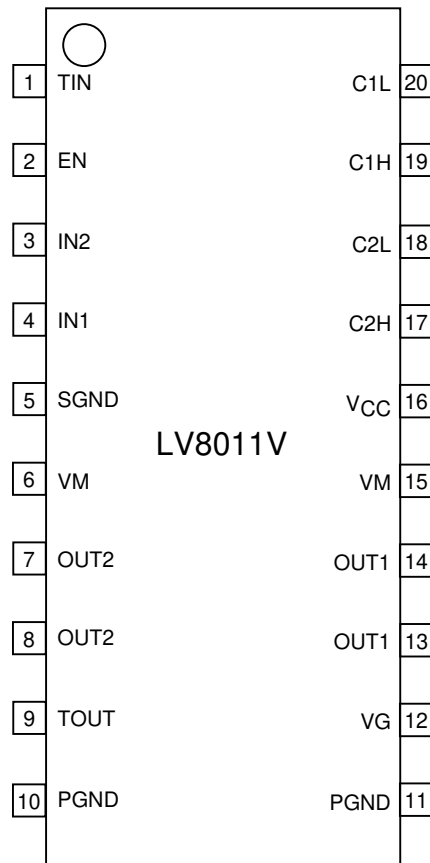 1 TIN C1L 20
2 EN C1H 19
3 IN2 C2L 18
4 IN1 C2H 17
5 SGND VCC 16
LV8011V
6 VM VM 15
7 OUT2 OUT1 14
8 OUT2 OUT1 13
9 TOUT VG 12
10 PGND PGND 11